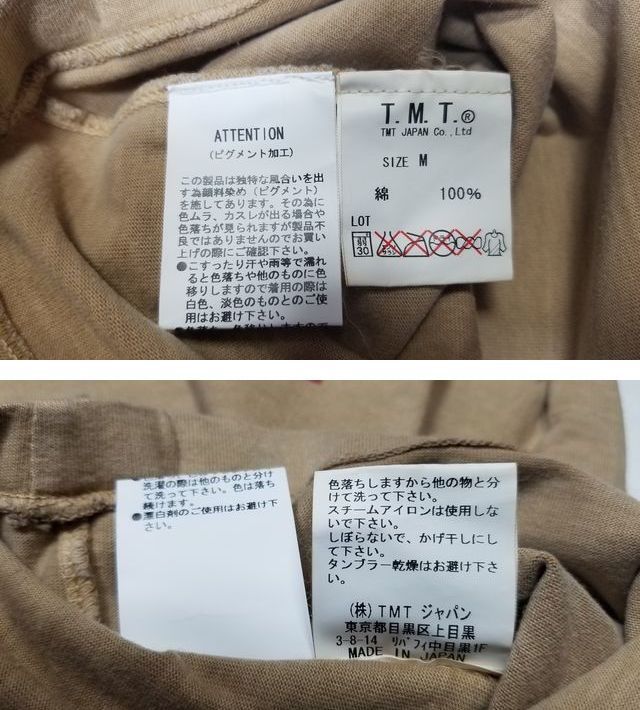 ATTENTION
(ピグメント加工)
この製品は独特な風合いを出
す為顔料染め(ピグメント)
を施してあります。その為に
色ムラ、カスレが出る場合や
色落ちが見られますが製品不
良ではありませんのでお買い
上げの際にご確認下さい。
●こすったり汗や雨等で濡れ
ると色落ちや他のものに色
移りしますので着用の際は
白色、淡色のものとのご使
用はお避け下さい。
T.M.T.®
TMT JAPAN Co.,Ltd
SIZE M
綿 100%
LOT
弱
30
洗濯の際は他のものと分け
て洗って下さい。色は落ち
続けます。
●漂白剤のご使用はお避け下
さい。
色落ちしますから他の物と分
けて洗って下さい。
スチームアイロンは使用しな
いで下さい。
しぼらないで、かげ干しにし
て下さい。
タンブラー乾燥はお避け下さ
い。
(株)TMT ジャパン
東京都目黒区上目黒
3-8-14 リバフィ中目黒1F
MADE IN JAPAN